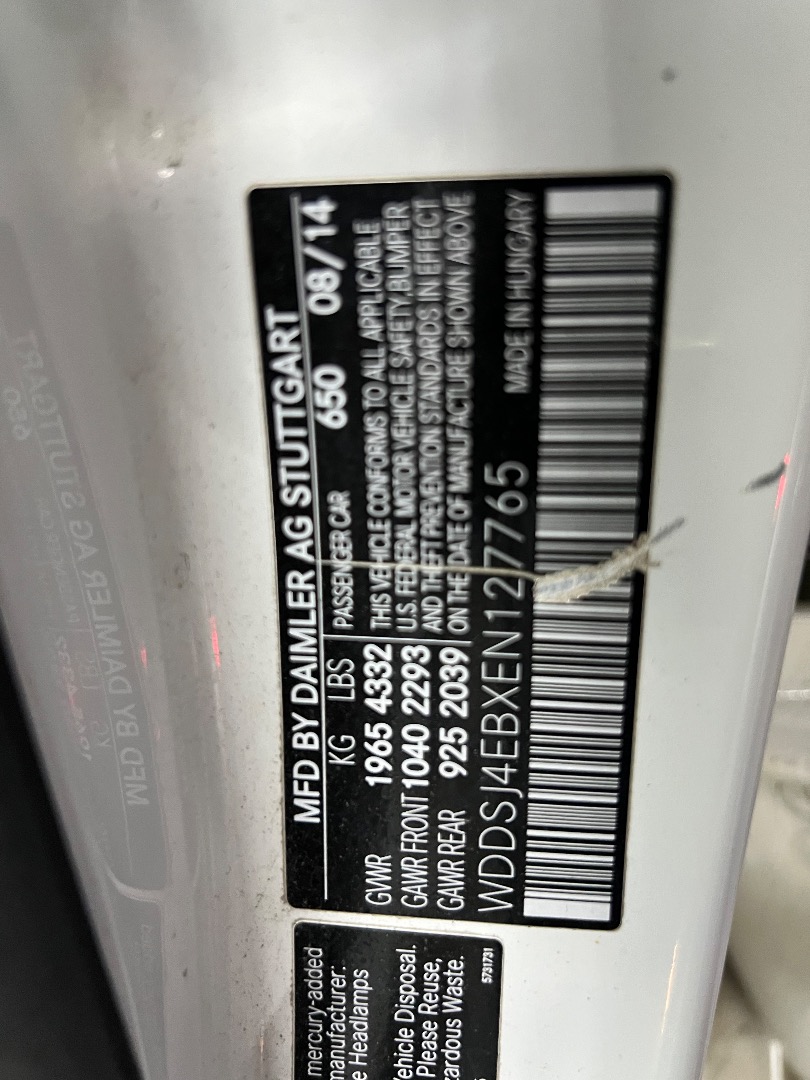 MFD BY DAIMLER AG STUTTGART
KG LBS PASSENGER CAR 650 08/14
GVWR 1965 4332 THIS VEHICLE CONFORMS TO ALL APPLICABLE
GAWR FRONT 1040 2293 U.S. FEDERAL MOTOR VEHICLE SAFETY,BUMPER
GAWR REAR 925 2039 AND THEFT PREVENTION STANDARDS IN EFFECT
ON THE DATE OF MANUFACTURE SHOWN ABOVE
WDDSJ4EBXEN127765 MADE IN HUNGARY
mercury-added
manufacturer:
e Headlamps
ehicle Disposal.
Please Reuse,
zardous Waste.
5731731